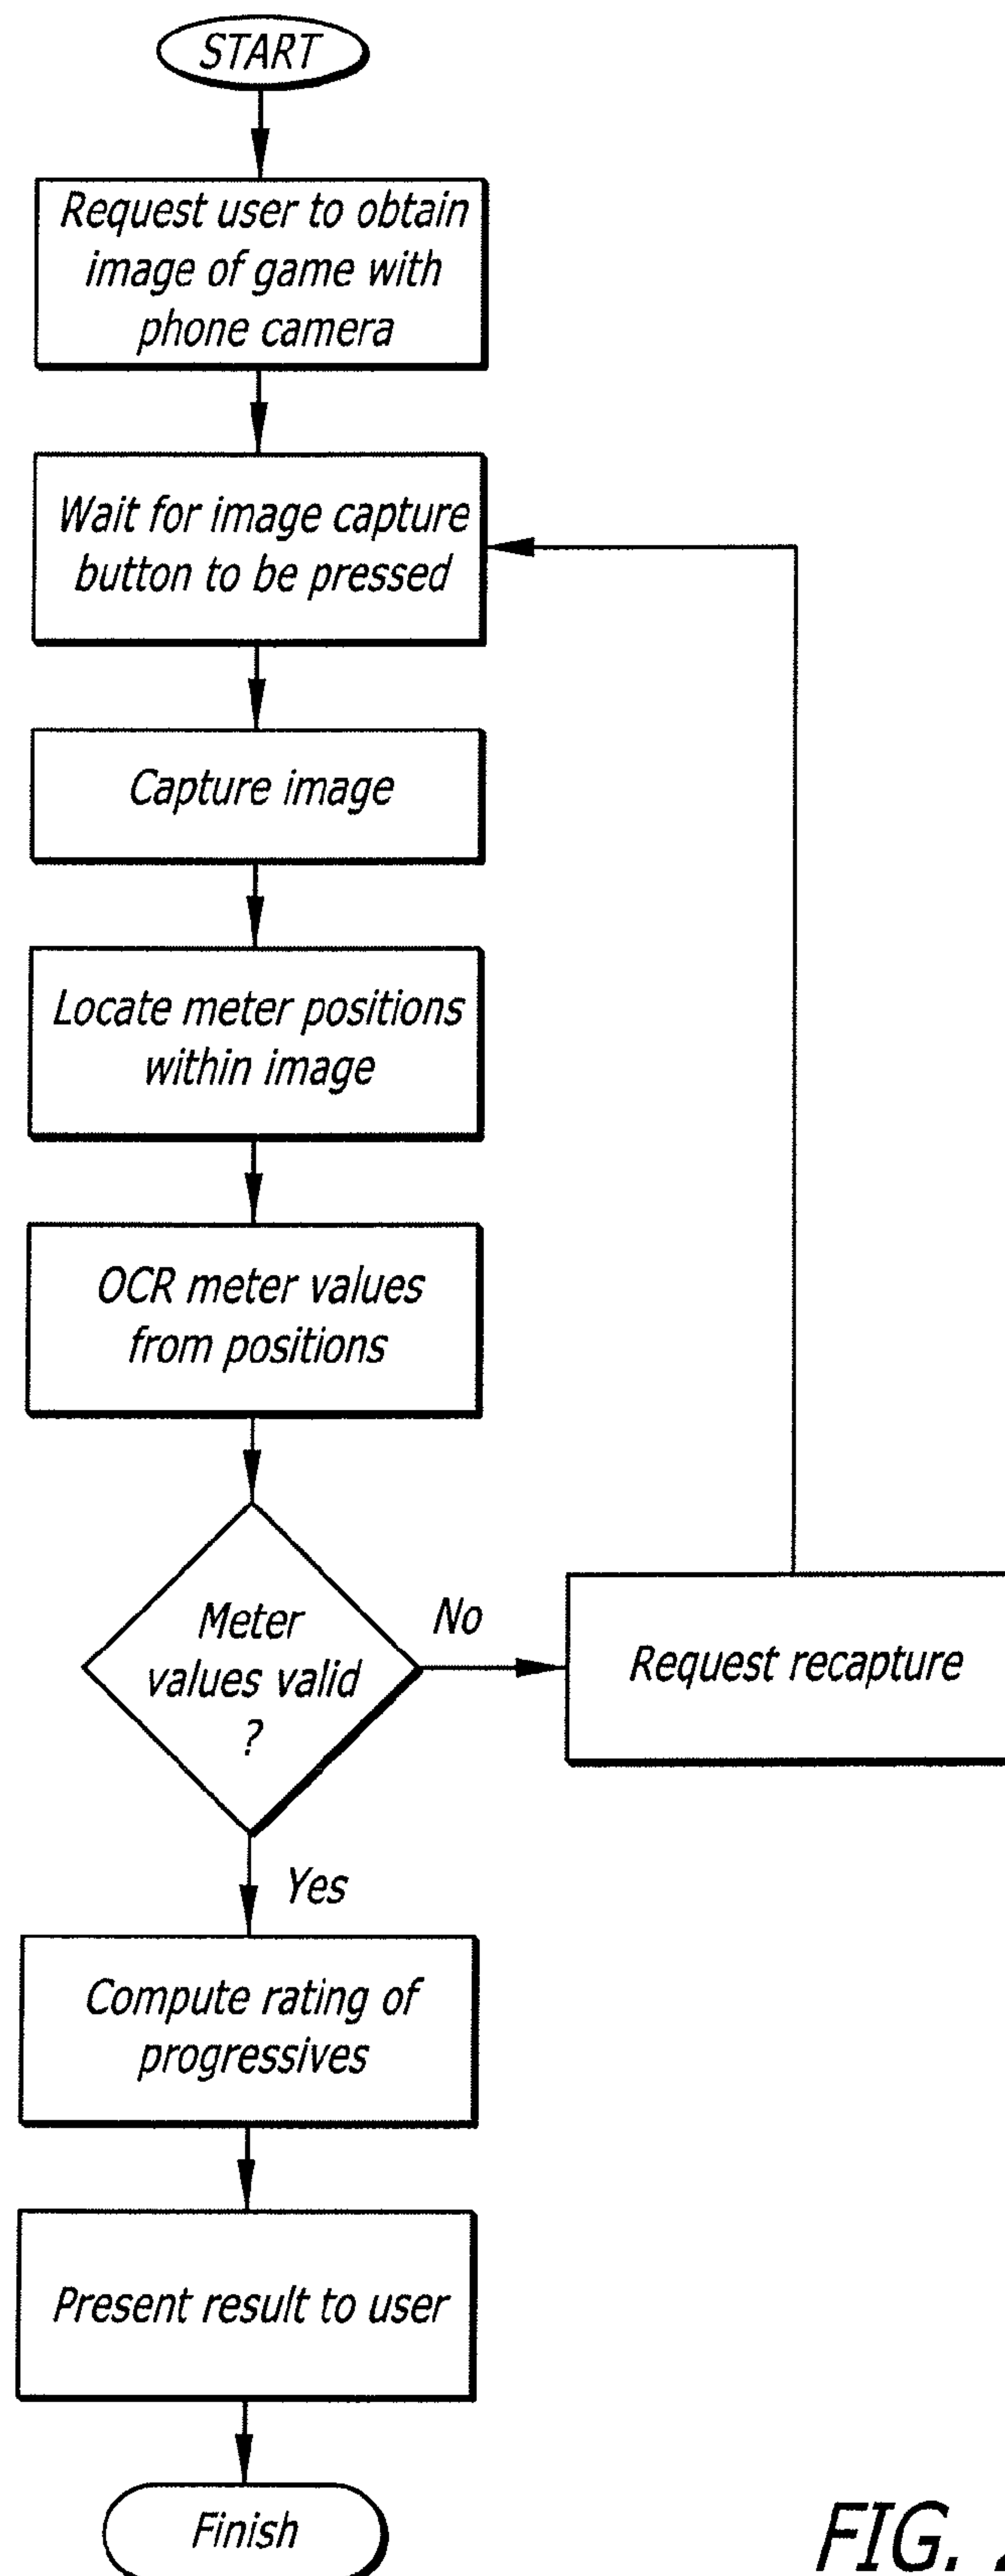 START
Request user to obtain
image of game with
phone camera
Wait for image capture
button to be pressed
Capture image
Locate meter positions
within image
OCR meter values
from positions
Meter
values valid
?
No
Request recapture
Yes
Compute rating of
progressives
Present result to user
Finish
FIG.